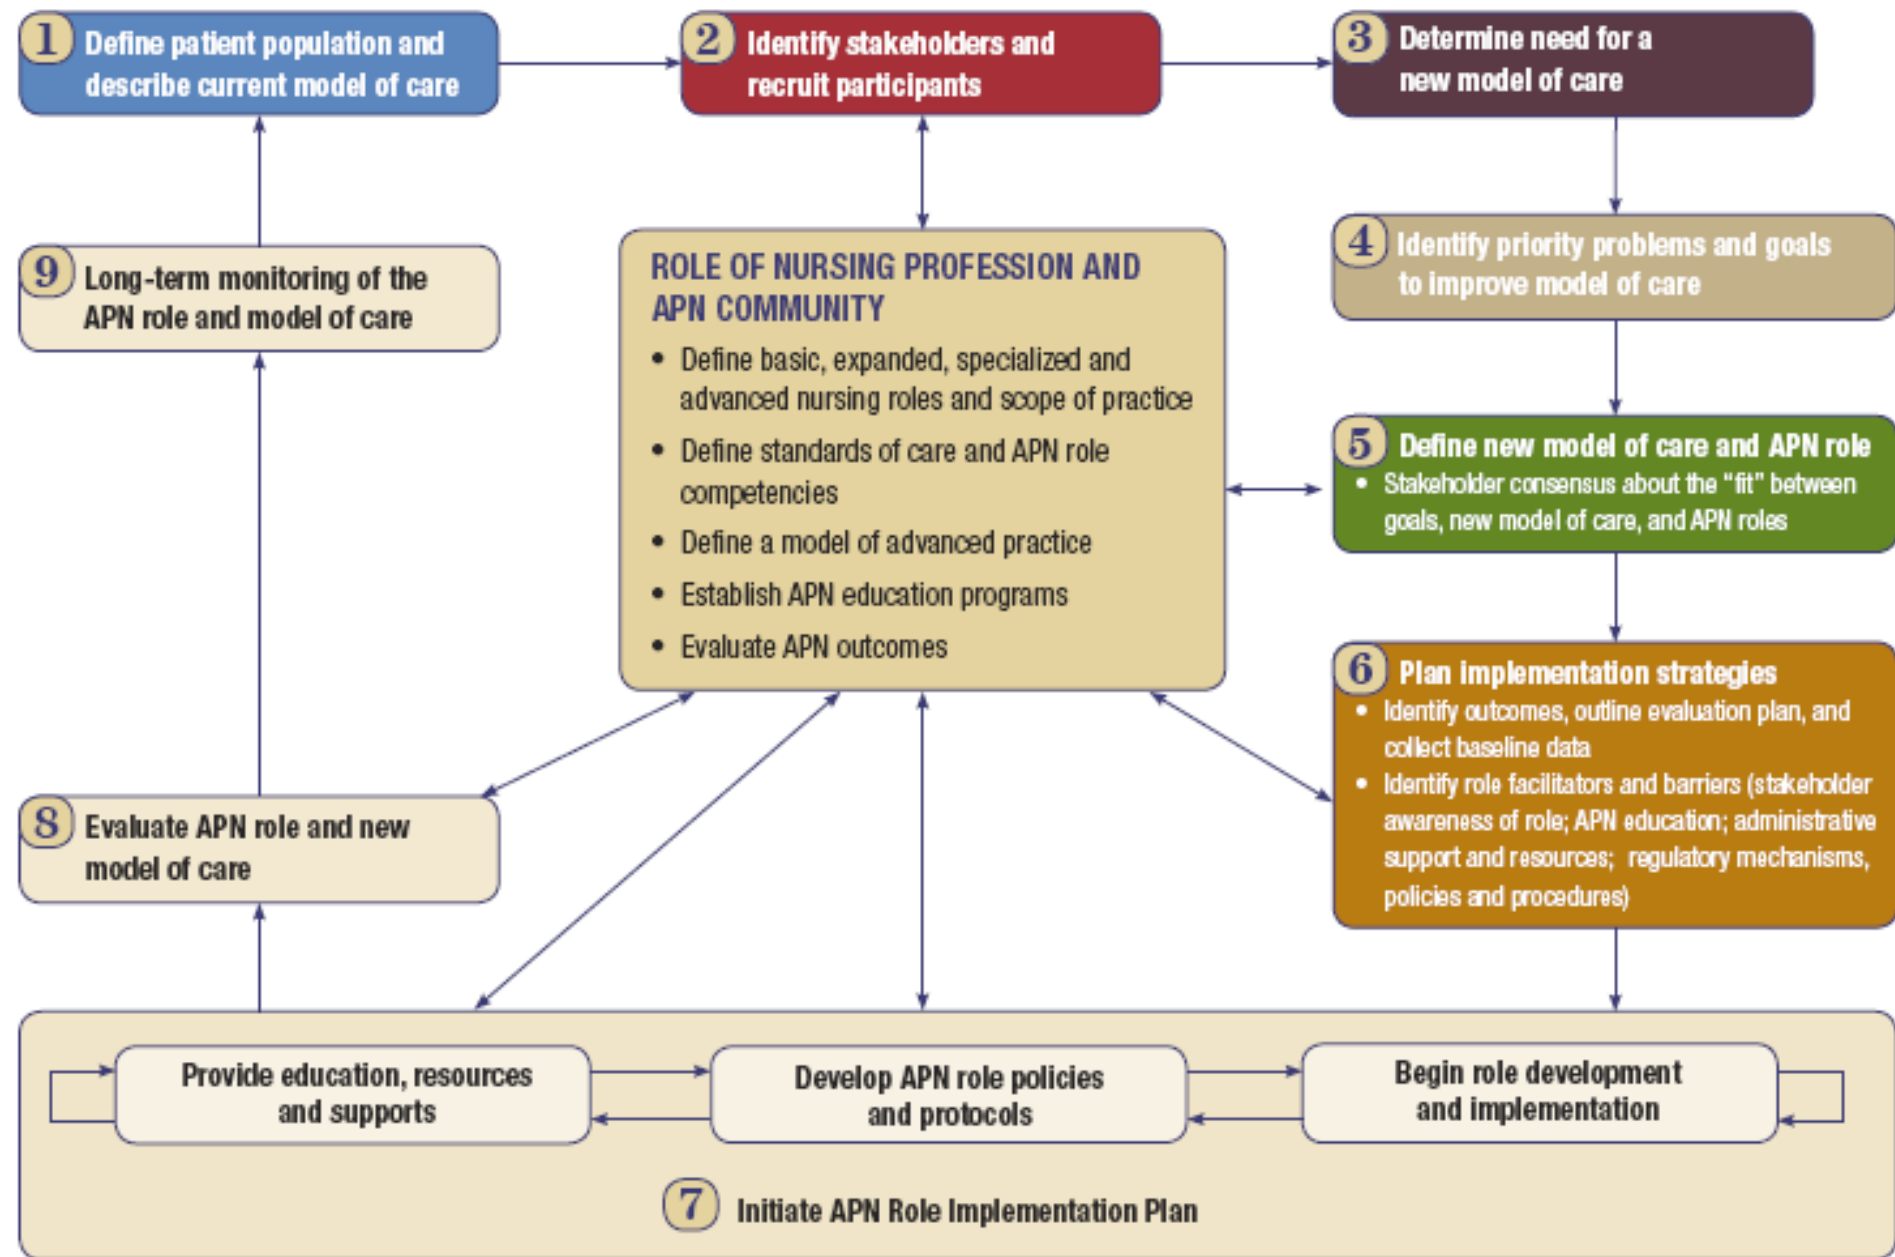 1 Define patient population and
describe current model of care
2 Identify stakeholders and
recruit participants
3 Determine need for a
new model of care
4 Identify priority problems and goals
to improve model of care
5 Define new model of care and APN role
• Stakeholder consensus about the “fit” between
goals, new model of care, and APN roles
6 Plan implementation strategies
• Identify outcomes, outline evaluation plan, and
collect baseline data
• Identify role facilitators and barriers (stakeholder
awareness of role; APN education; administrative
support and resources; regulatory mechanisms,
policies and procedures)
ROLE OF NURSING PROFESSION AND
APN COMMUNITY
• Define basic, expanded, specialized and
advanced nursing roles and scope of practice
• Define standards of care and APN role
competencies
• Define a model of advanced practice
• Establish APN education programs
• Evaluate APN outcomes
Provide education, resources
and supports
Develop APN role policies
and protocols
Begin role development
and implementation
7 Initiate APN Role Implementation Plan
8 Evaluate APN role and new
model of care
9 Long-term monitoring of the
APN role and model of care